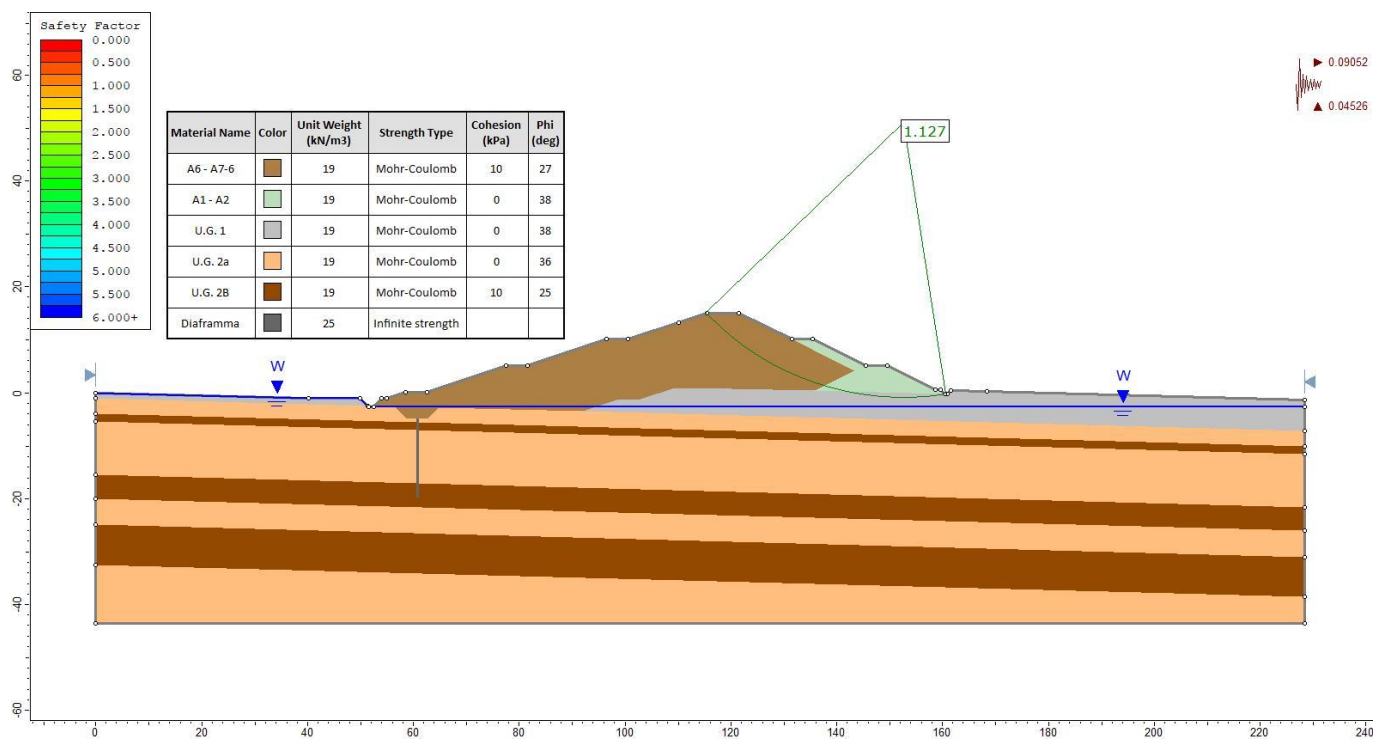 Safety Factor
0.000
0.500
1.000
1.500
2.000
2.500
3.000
3.500
4.000
4.500
5.000
5.500
6.000+
Material Name Color Unit Weight (kN/m3) Strength Type Cohesion (kPa) Phi (deg)
A6 - A7-6 19 Mohr-Coulomb 10 27
A1 - A2 19 Mohr-Coulomb 0 38
U.G. 1 19 Mohr-Coulomb 0 38
U.G. 2a 19 Mohr-Coulomb 0 36
U.G. 2B 19 Mohr-Coulomb 10 25
Diaframma 25 Infinite strength
0.09052
0.04526
1.127
W
W
60
40
20
0
-20
-40
-60
0 20 40 60 80 100 120 140 160 180 200 220 240